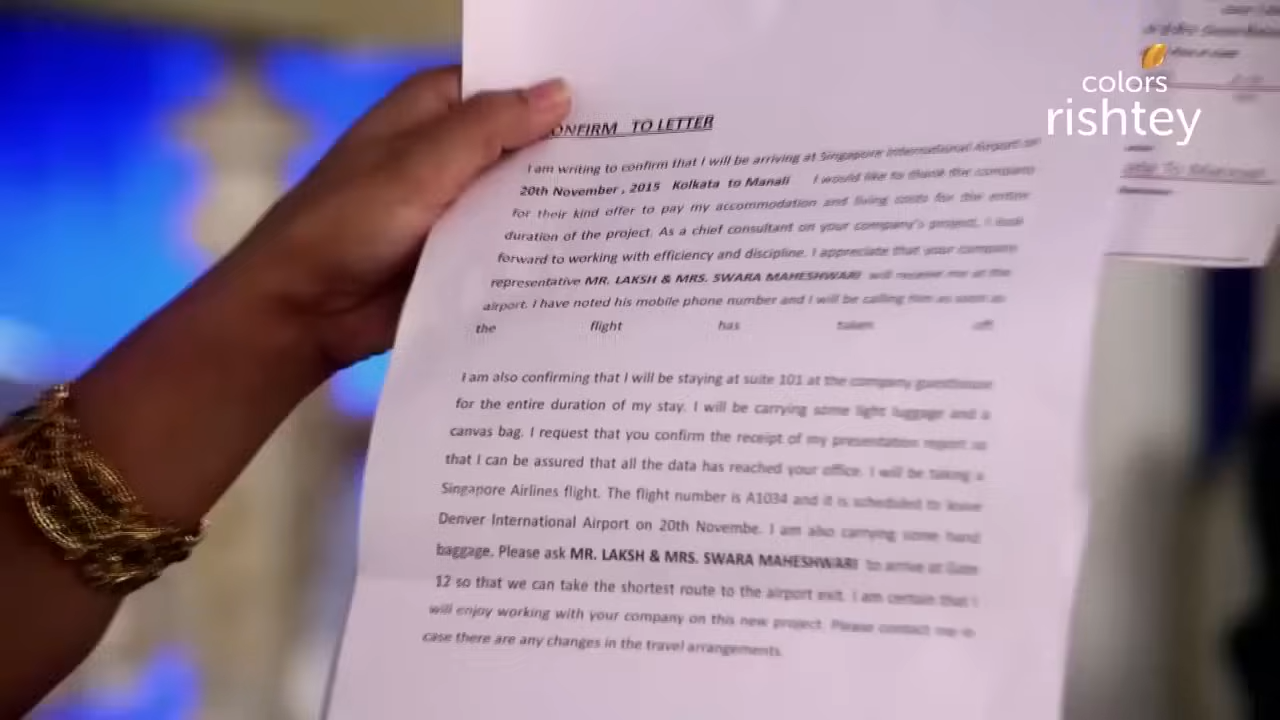 colors
rishtey
ONFIRM TO LETTER
I am writing to confirm that I will be arriving at Singapore International Airport on
20th November , 2015 Kolkata to Manali I would like to thank the company
for their kind offer to pay my accommodation and living costs for the entire
duration of the project. As a chief consultant on your company's project, I look
forward to working with efficiency and discipline. I appreciate that your company
representative MR. LAKSH & MRS. SWARA MAHESHWARI will receive me at the
airport. I have noted his mobile phone number and I will be calling him as soon as
the flight has taken off.
I am also confirming that I will be staying at suite 101 at the company guesthouse
for the entire duration of my stay. I will be carrying some light luggage and a
canvas bag. I request that you confirm the receipt of my presentation report so
that I can be assured that all the data has reached your office. I will be taking a
Singapore Airlines flight. The flight number is A1034 and it is scheduled to leave
Denver International Airport on 20th Novembe. I am also carrying some hand
baggage. Please ask MR. LAKSH & MRS. SWARA MAHESHWARI to arrive at Gate
12 so that we can take the shortest route to the airport exit. I am certain that I
will enjoy working with your company on this new project. Please contact me in
case there are any changes in the travel arrangements.